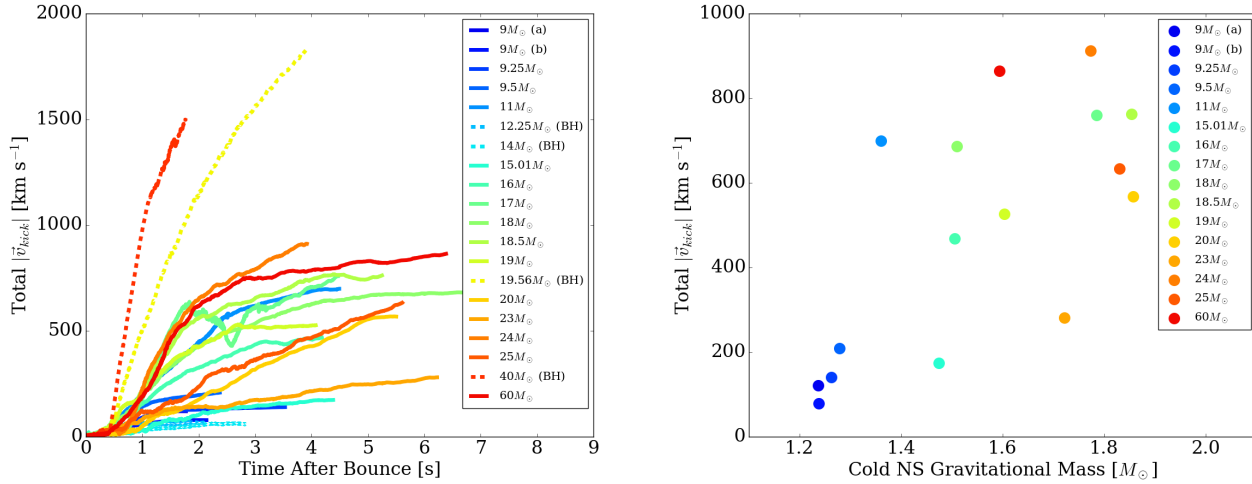 2000
1500
1000
500
0
0 1 2 3 4 5 6 7 8 9
Total |v⃗_kick| [km s⁻¹]
Time After Bounce [s]
9M⊙ (a)
9M⊙ (b)
9.25M⊙
9.5M⊙
11M⊙
12.25M⊙ (BH)
14M⊙ (BH)
15.01M⊙
16M⊙
17M⊙
18M⊙
18.5M⊙
19M⊙
19.56M⊙ (BH)
20M⊙
23M⊙
24M⊙
25M⊙
40M⊙ (BH)
60M⊙
1000
800
600
400
200
0
1.2 1.4 1.6 1.8 2.0
Total |v⃗_kick| [km s⁻¹]
Cold NS Gravitational Mass [M⊙]
9M⊙ (a)
9M⊙ (b)
9.25M⊙
9.5M⊙
11M⊙
15.01M⊙
16M⊙
17M⊙
18M⊙
18.5M⊙
19M⊙
20M⊙
23M⊙
24M⊙
25M⊙
60M⊙